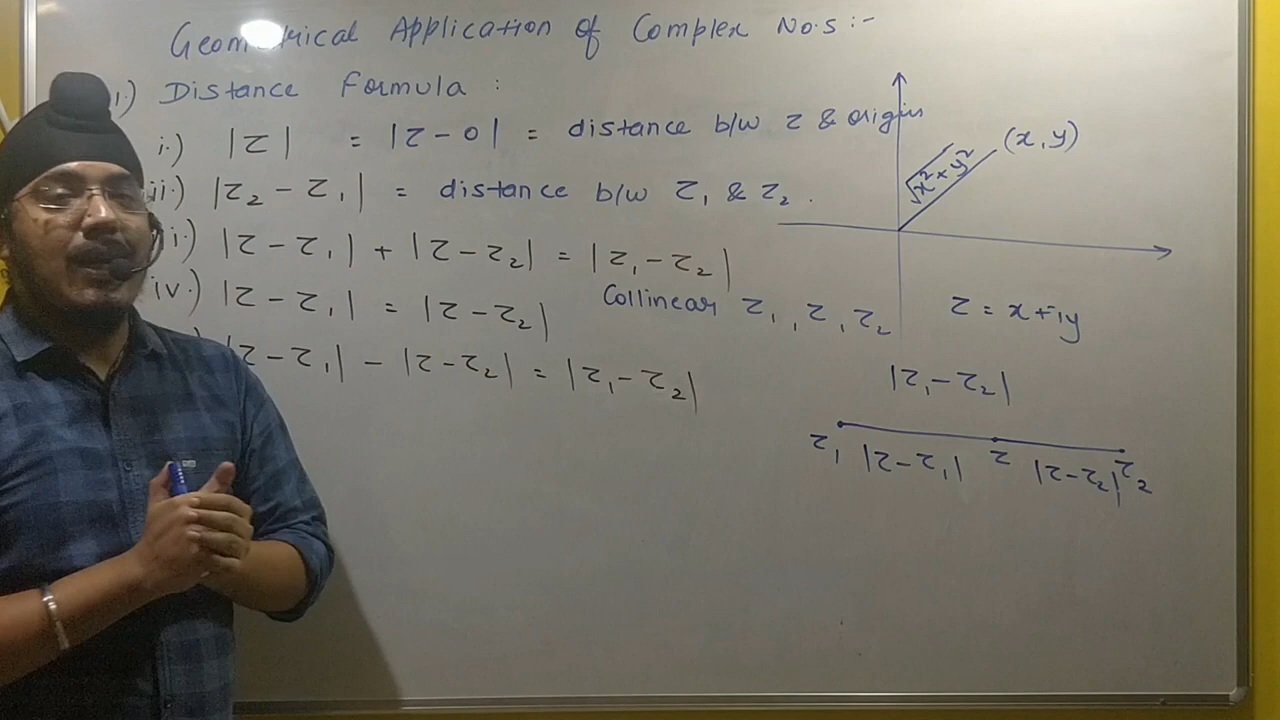 Geometrical Application of Complex No.s :-
1.) Distance Formula :
i.) |z| = |z - 0| = distance b/w z & origin
ii.) |z₂ - z₁| = distance b/w z₁ & z₂ .
i.) |z - z₁| + |z - z₂| = |z₁ - z₂|
iv.) |z - z₁| = |z - z₂|
Collinear z₁ , z , z₂
) |z - z₁| - |z - z₂| = |z₁ - z₂|
(x, y)
√x² + y²
z = x + iy
|z₁ - z₂|
z₁ |z - z₁| z |z - z₂| z₂